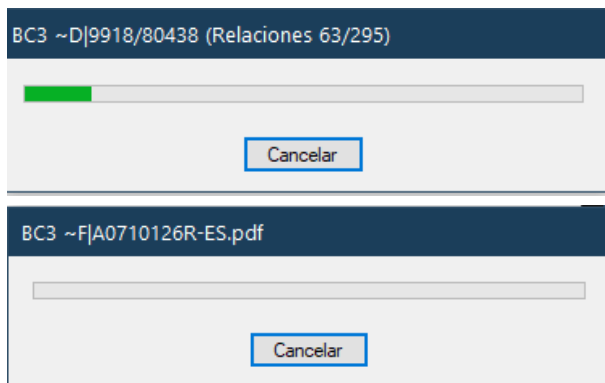 BC3 ~D|9918/80438 (Relaciones 63/295)
Cancelar
BC3 ~F|A0710126R-ES.pdf
Cancelar